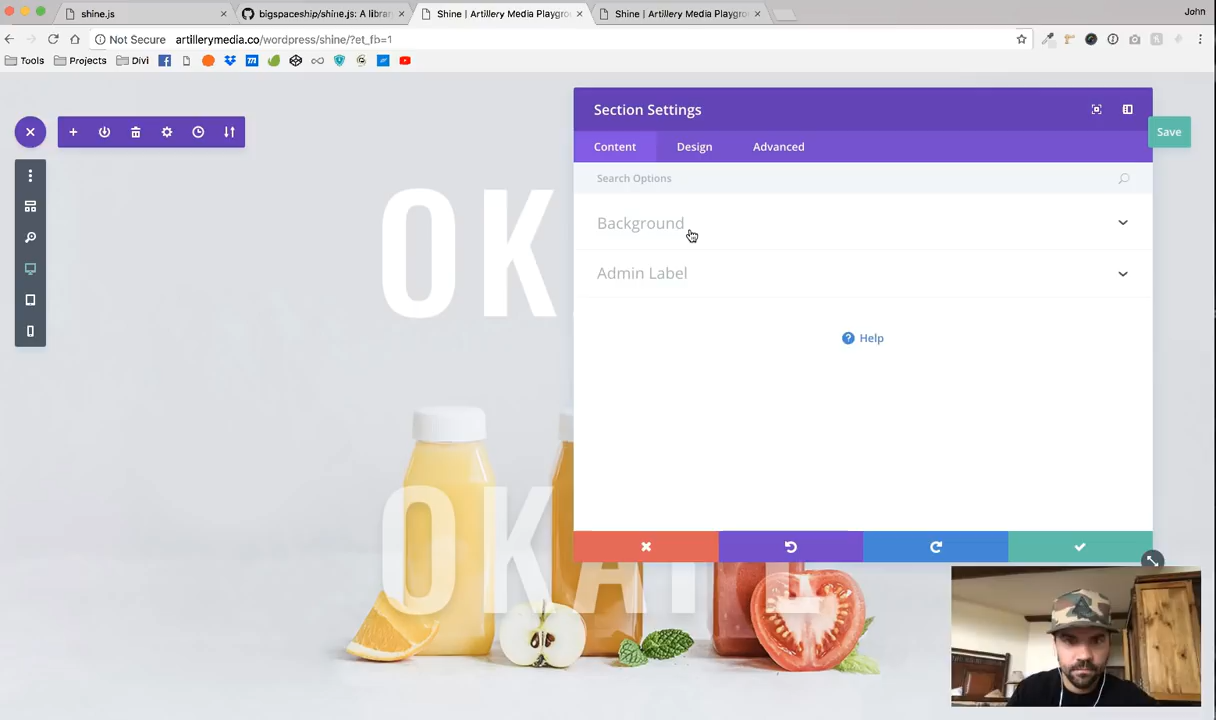 shine.js
bigspaceship/shine.js: A librar
Shine | Artillery Media Playgro
Shine | Artillery Media Playgro
John
Not Secure
artillerymedia.co/wordpress/shine/?et_fb=1
Tools
Projects
Divi
Section Settings
Save
Content
Design
Advanced
Search Options
Background
Admin Label
? Help
OK
OKAYE